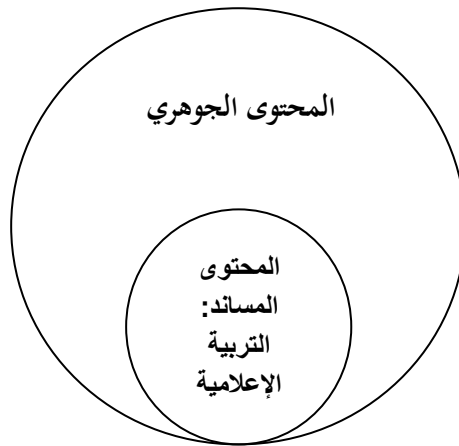 المحتوى الجوهري
المحتوى
المساند:
التربية
الإعلامية